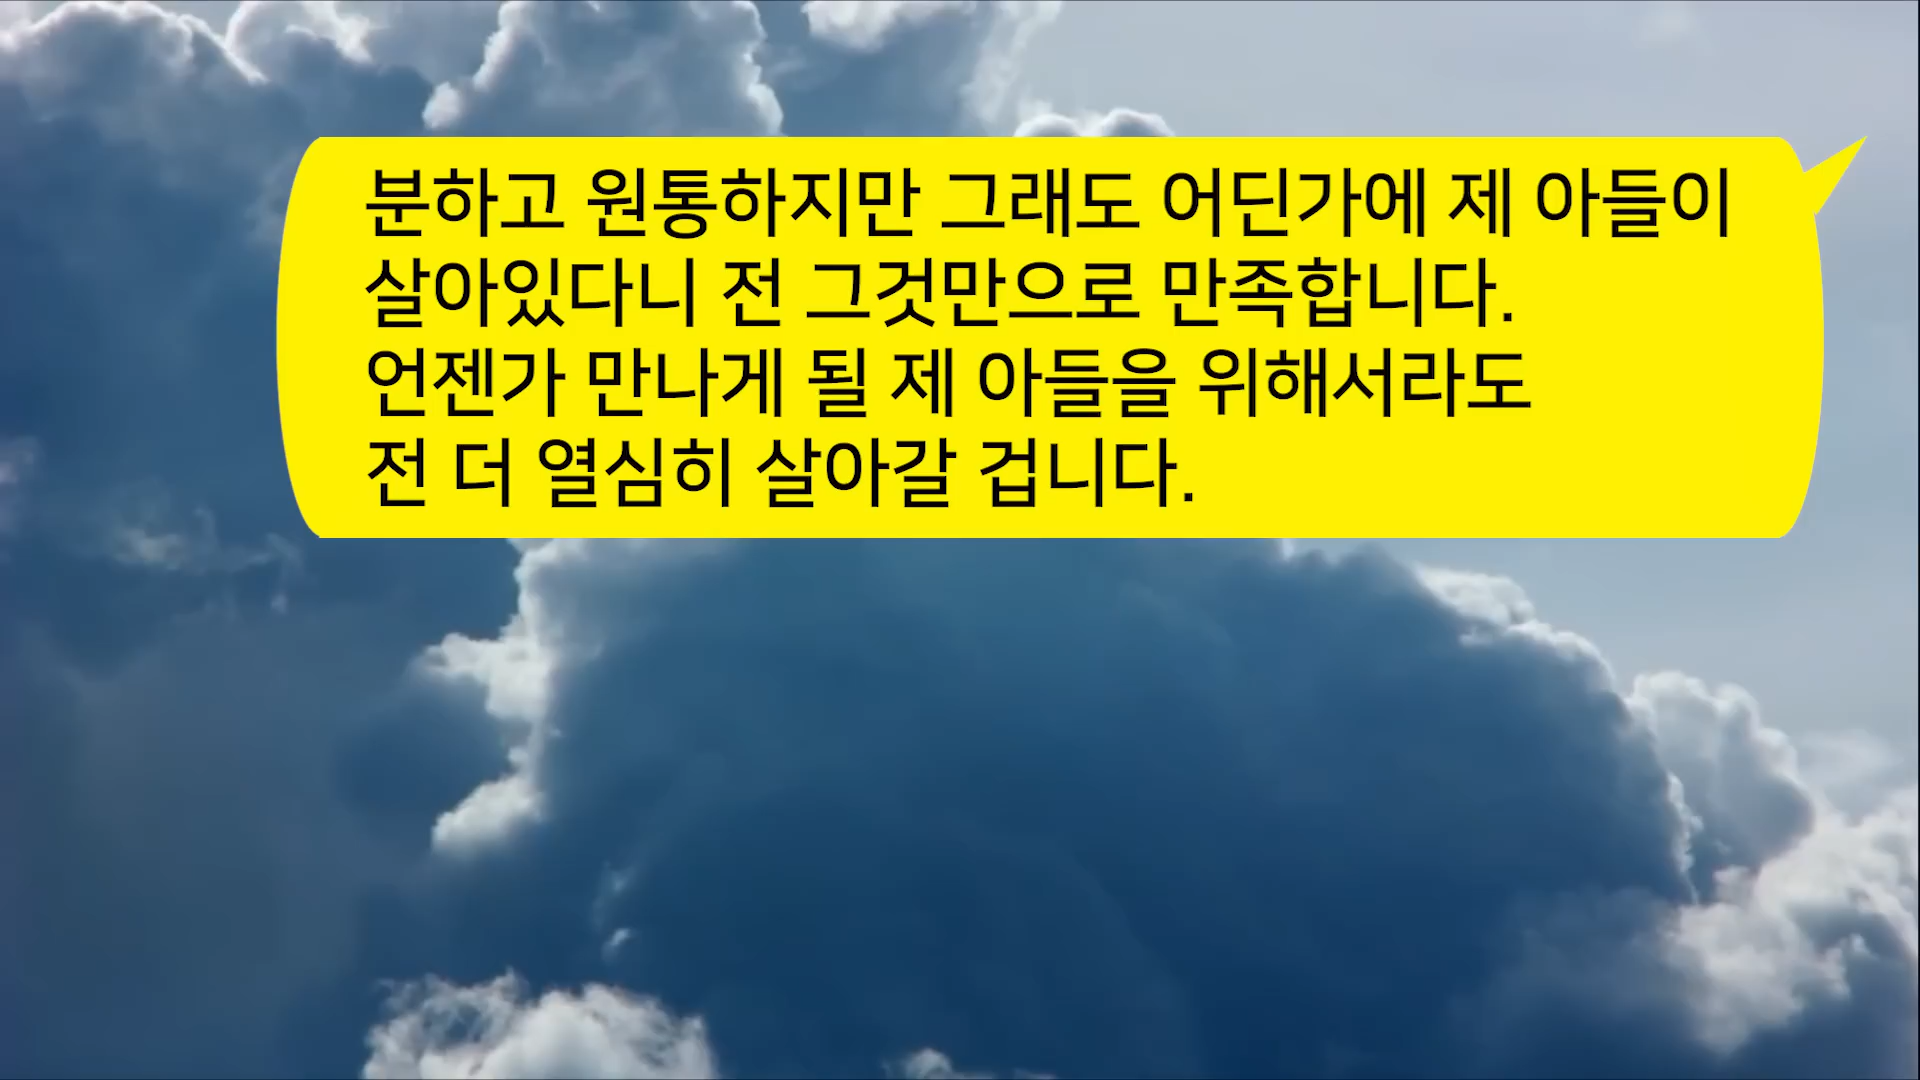 분하고 원통하지만 그래도 어딘가에 제 아들이
살아있다니 전 그것만으로 만족합니다.
언젠가 만나게 될 제 아들을 위해서라도
전 더 열심히 살아갈 겁니다.